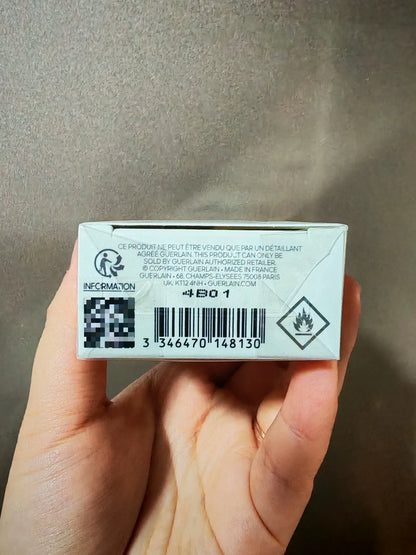 CE PRODUIT NE PEUT ÊTRE VENDU QUE PAR UN DÉTAILLANT
AGRÉÉ GUERLAIN. THIS PRODUCT CAN ONLY BE
SOLD BY GUERLAIN AUTHORIZED RETAILER.
© COPYRIGHT GUERLAIN • MADE IN FRANCE
GUERLAIN • 68, CHAMPS-ELYSEES 75008 PARIS
UK: KT12 4NH • GUERLAIN.COM
INFORMATION
4B01
3 346470 148130